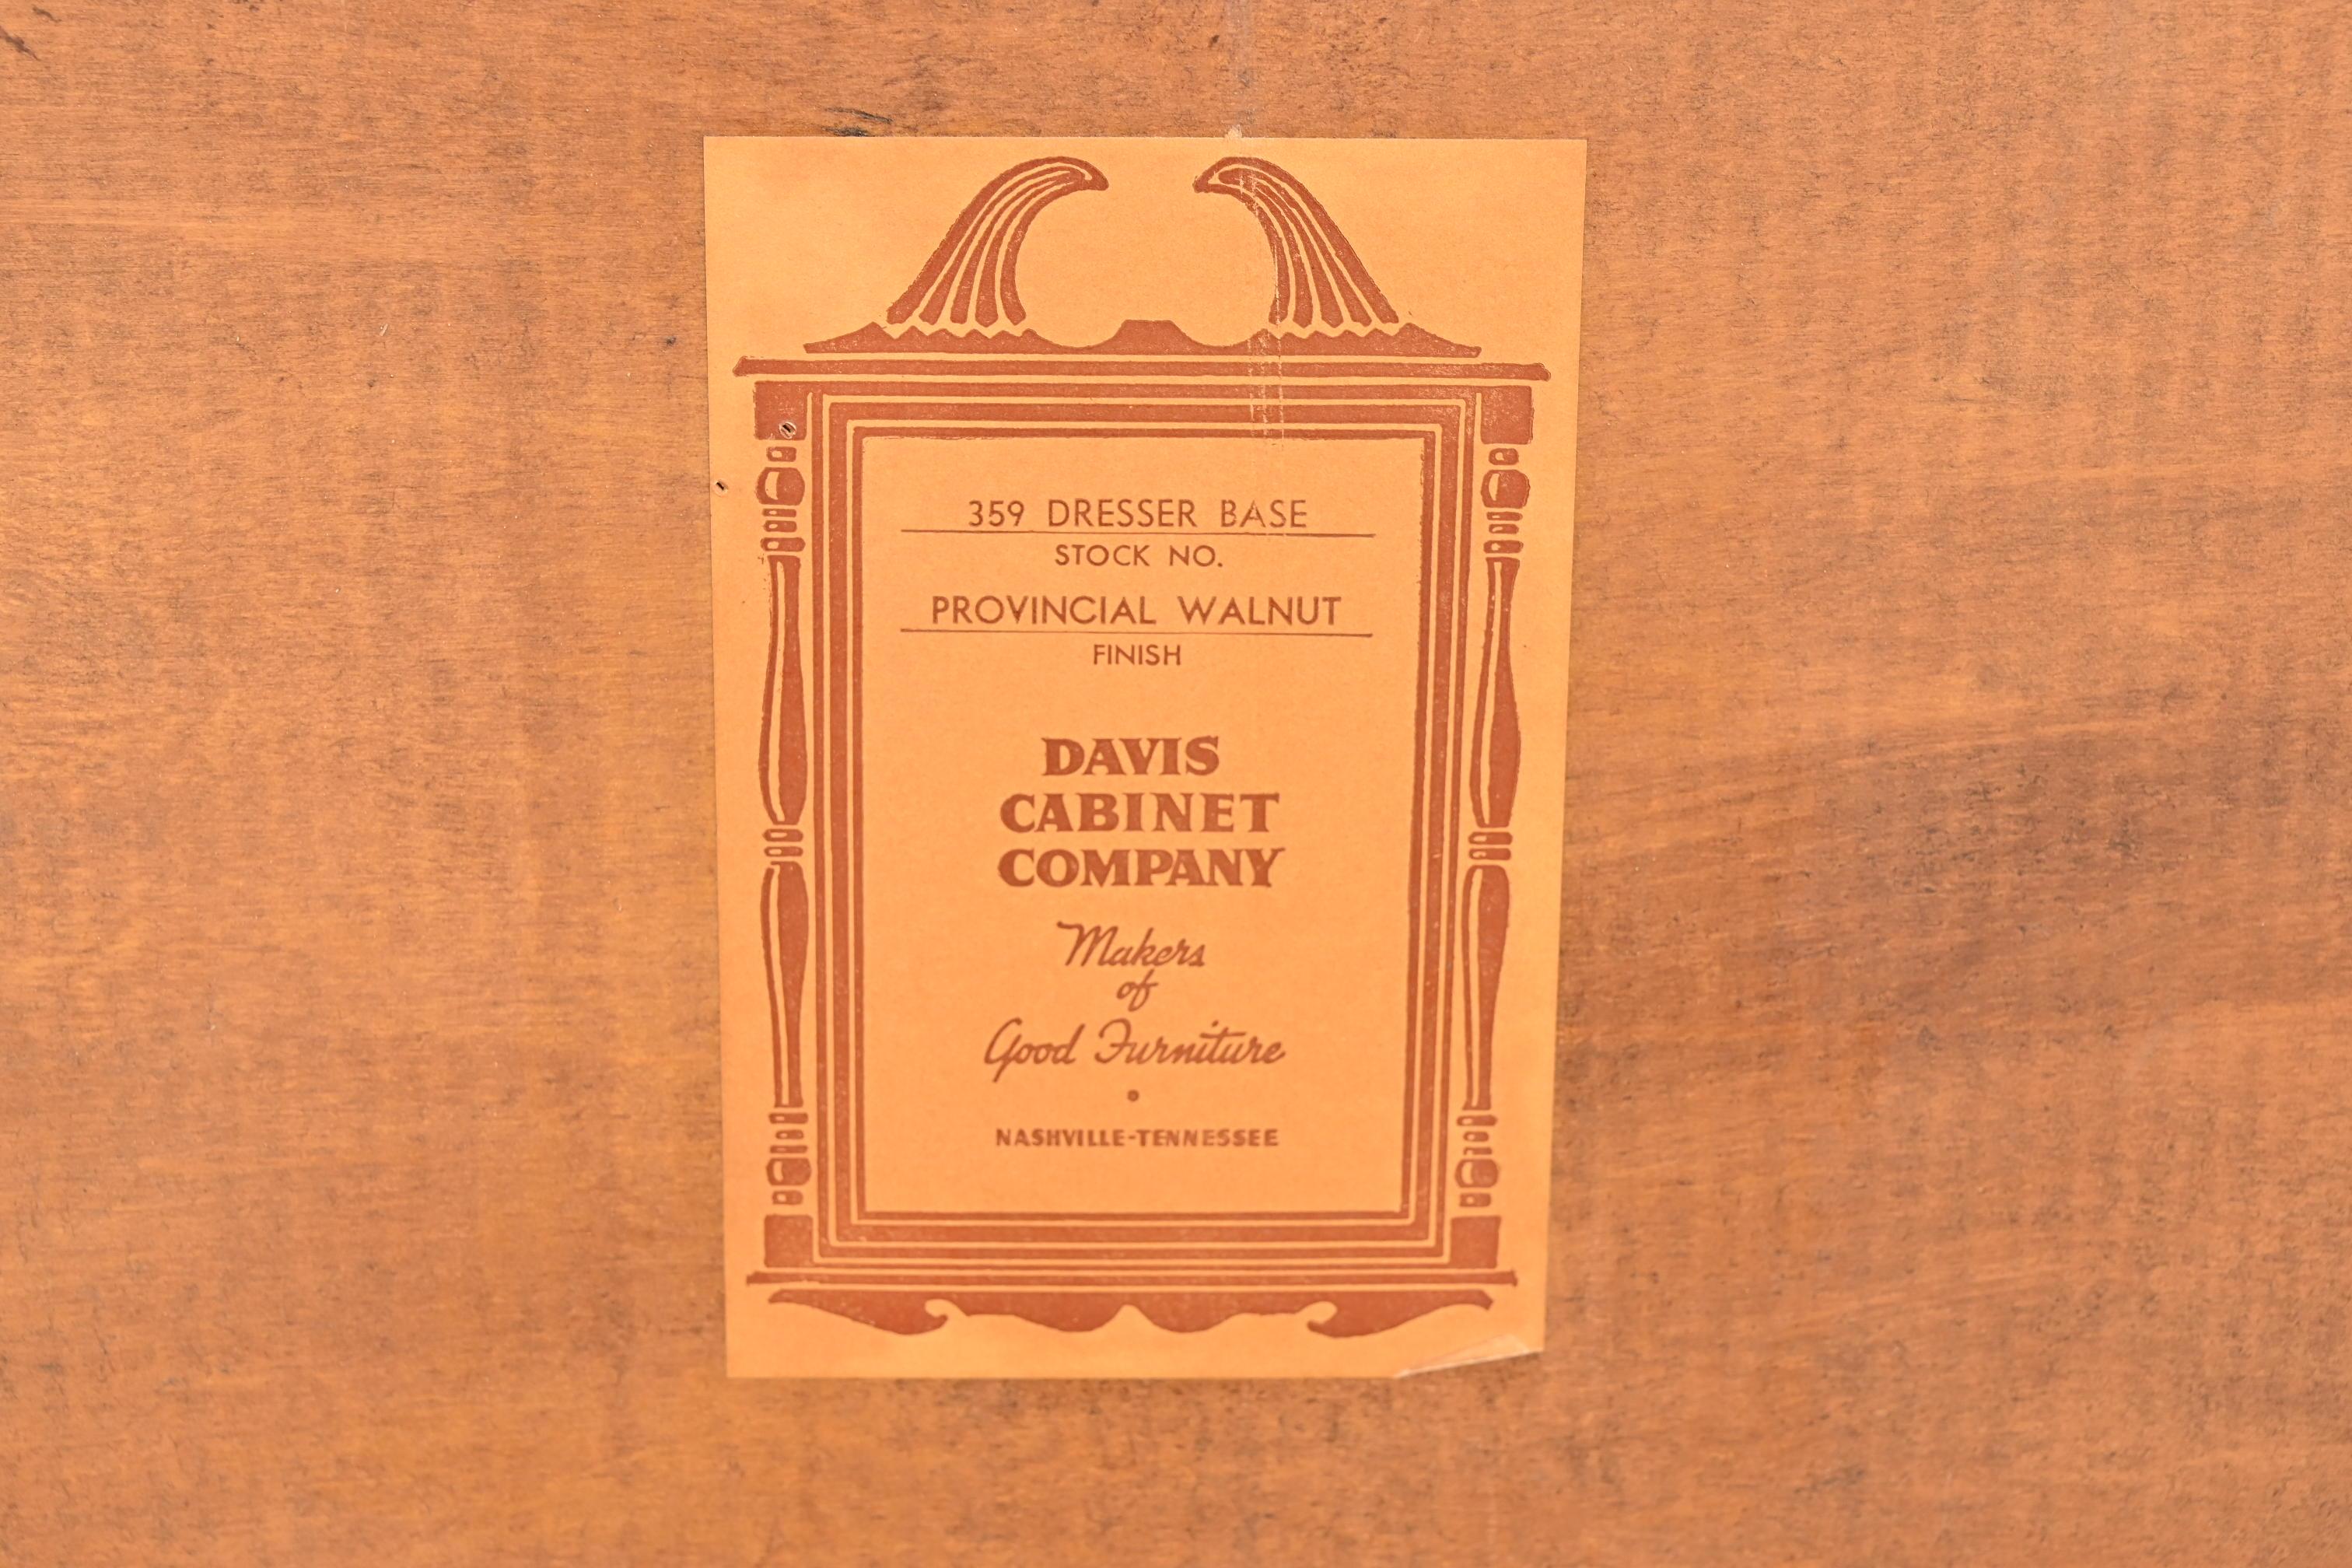 359 DRESSER BASE
STOCK NO.
PROVINCIAL WALNUT
FINISH
DAVIS
CABINET
COMPANY
Makers
of
Good Furniture
NASHVILLE-TENNESSEE